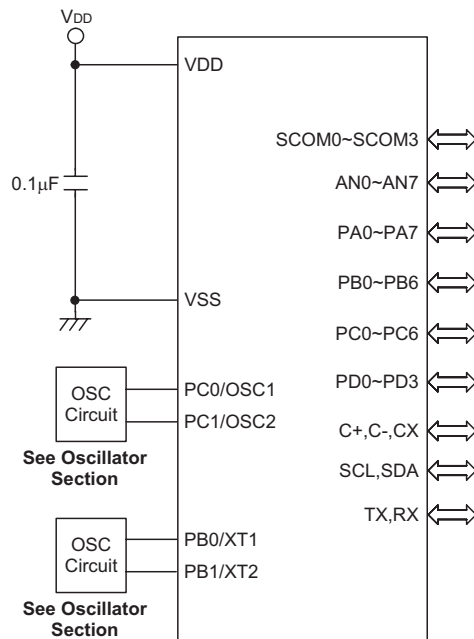 VDD
VDD
SCOM0~SCOM3
AN0~AN7
0.1μF
PA0~PA7
PB0~PB6
VSS
PC0~PC6
PD0~PD3
OSC
Circuit
PC0/OSC1
PC1/OSC2
See Oscillator
Section
C+,C-,CX
SCL,SDA
TX,RX
OSC
Circuit
PB0/XT1
PB1/XT2
See Oscillator
Section